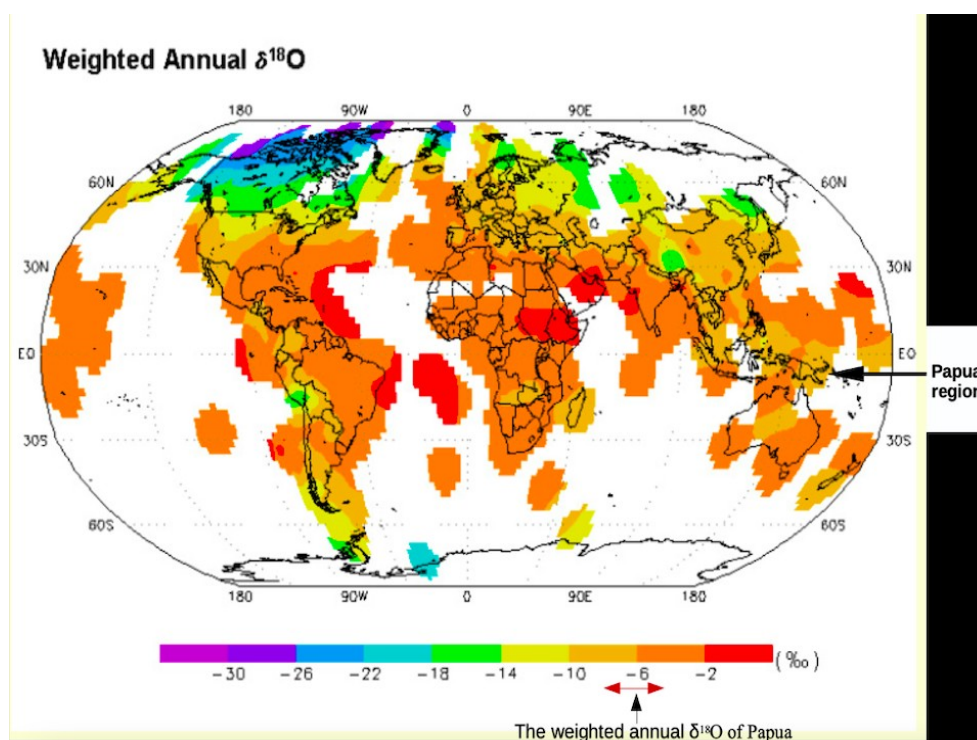 Weighted Annual δ¹⁸O
180 90W 0 90E 180
60N 60N
30N 30N
EQ EQ
Papua
region
30S 30S
60S 60S
180 90W 0 90E 180
-30 -26 -22 -18 -14 -10 -6 -2 (‰)
The weighted annual δ¹⁸O of Papua